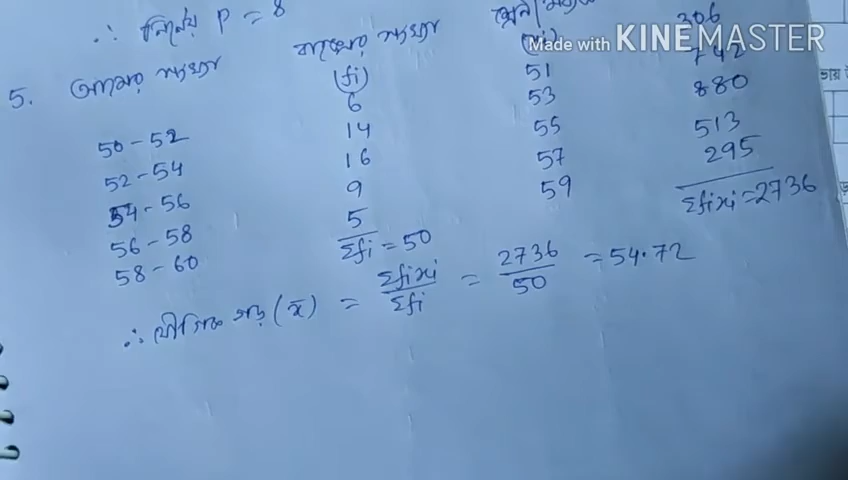 ∴ নির্ণেয় P = 8
5. আমের সংখ্যা বাক্সের সংখ্যা (fi)
Made with KINEMASTER
50-52 6 51 306
52-54 14 53 742
54-56 16 55 880
56-58 9 57 513
58-60 5 59 295
Σfi = 50 Σfixi = 2736
∴ যৌগিক গড় (x̄) = Σfixi/Σfi = 2736/50 = 54.72